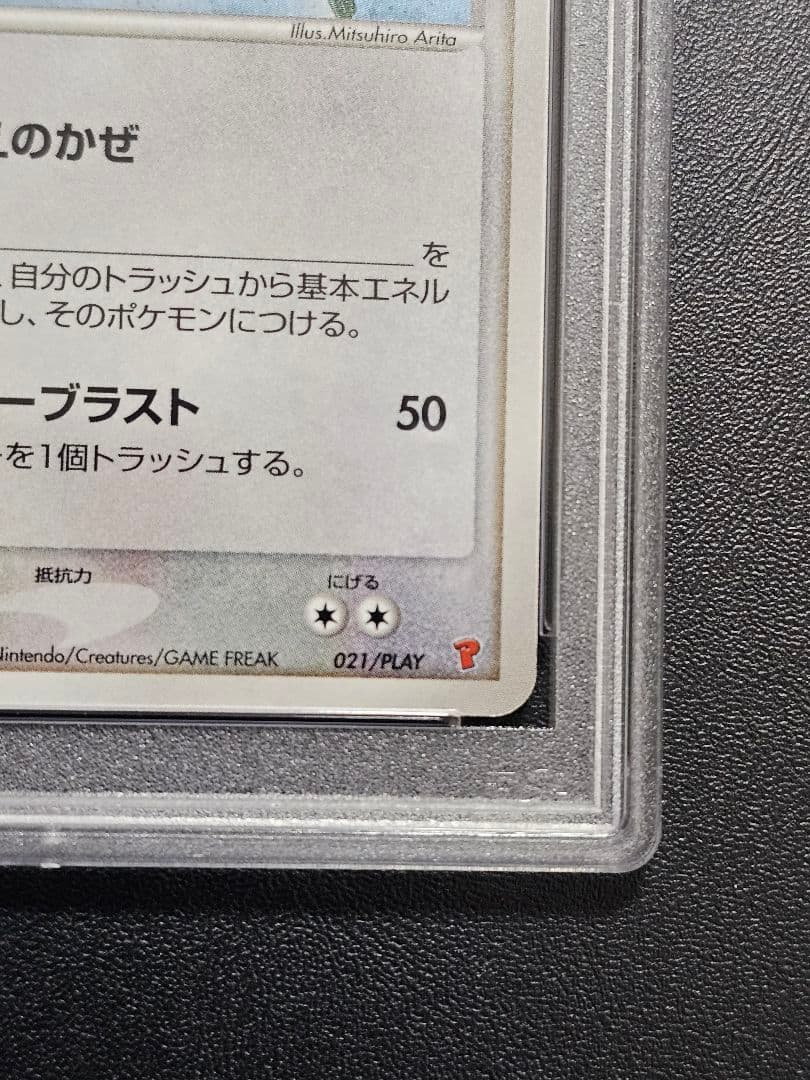 Illus.Mitsuhiro Arita
のかぜ
を
、自分のトラッシュから基本エネル
し、そのポケモンにつける。
ーブラスト 50
を1個トラッシュする。
抵抗力 にげる
Nintendo/Creatures/GAME FREAK 021/PLAY P